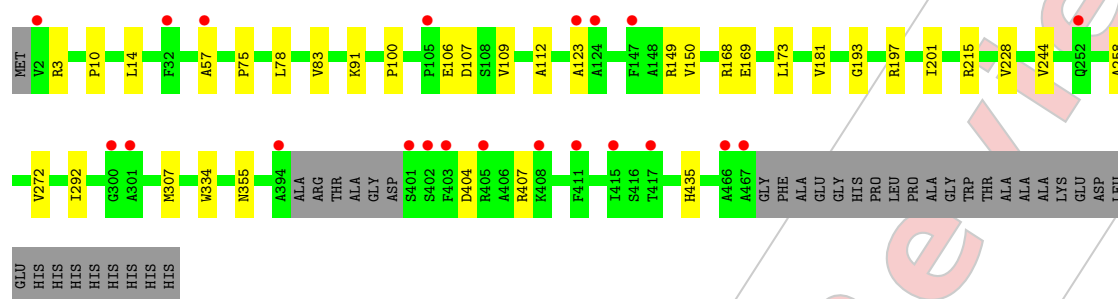 MET V2 R3 P10 L14 F32 A57 P75 L78 V83 K91 P100 P105 E106 D107 S108 V109 A112 A123 A124 F147 A148 R149 V150 R168 E169 L173 V181 G193 R197 I201 R215 V228 V244 Q252 A258
V272 I292 G300 A301 M307 W334 N355 A394 ALA ARG THR ALA GLY ASP S401 S402 F403 D404 R405 A406 R407 K408 F411 I415 S416 T417 H435 A466 A467 GLY PHE ALA GLU GLY HIS PRO LEU PRO ALA GLY TRP THR ALA ALA ALA LYS GLU ASP LEU
GLU HIS HIS HIS HIS HIS HIS HIS HIS